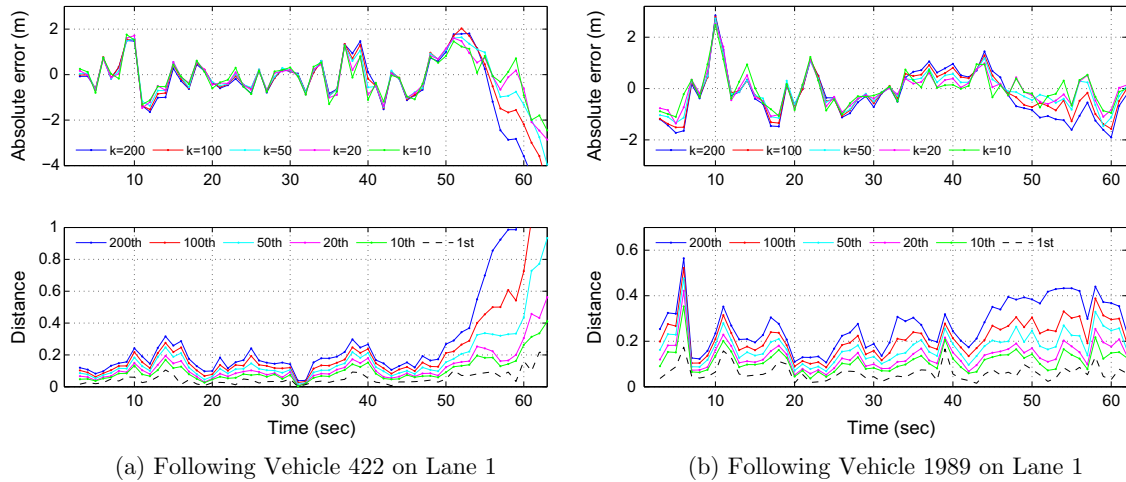 Absolute error (m)
2
0
−2
−4
k=200 k=100 k=50 k=20 k=10
10 20 30 40 50 60
Distance
1
0.8
0.6
0.4
0.2
0
200th 100th 50th 20th 10th 1st
10 20 30 40 50 60
Time (sec)
(a) Following Vehicle 422 on Lane 1
Absolute error (m)
2
0
−2
k=200 k=100 k=50 k=20 k=10
10 20 30 40 50 60
Distance
0.6
0.4
0.2
0
200th 100th 50th 20th 10th 1st
10 20 30 40 50 60
Time (sec)
(b) Following Vehicle 1989 on Lane 1